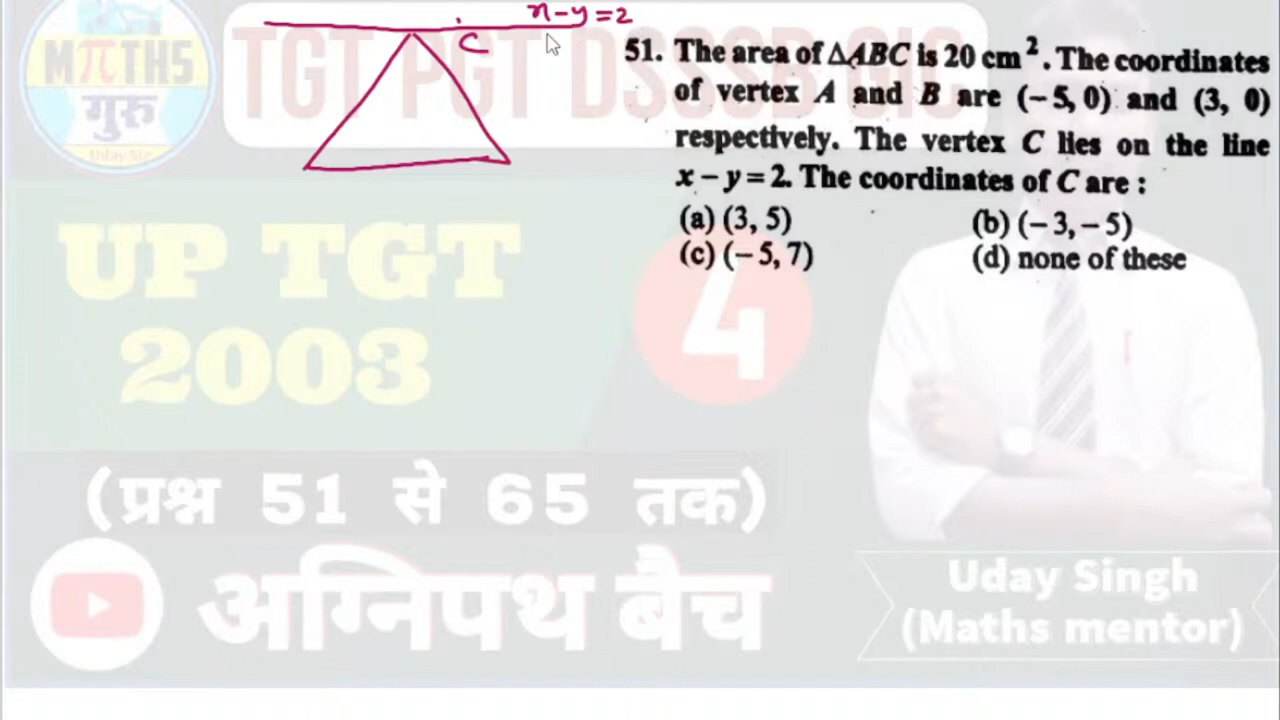 x-y=2
C
MπTHS
गुरु
Uday Sir
TGT PGT DSSSB GIC
51. The area of ΔABC is 20 cm². The coordinates
of vertex A and B are (−5, 0) and (3, 0)
respectively. The vertex C lies on the line
x − y = 2. The coordinates of C are :
(a) (3, 5) (b) (−3, −5)
(c) (−5, 7) (d) none of these
UP TGT
2003
4
(प्रश्न 51 से 65 तक)
अग्निपथ बैच
Uday Singh
(Maths mentor)